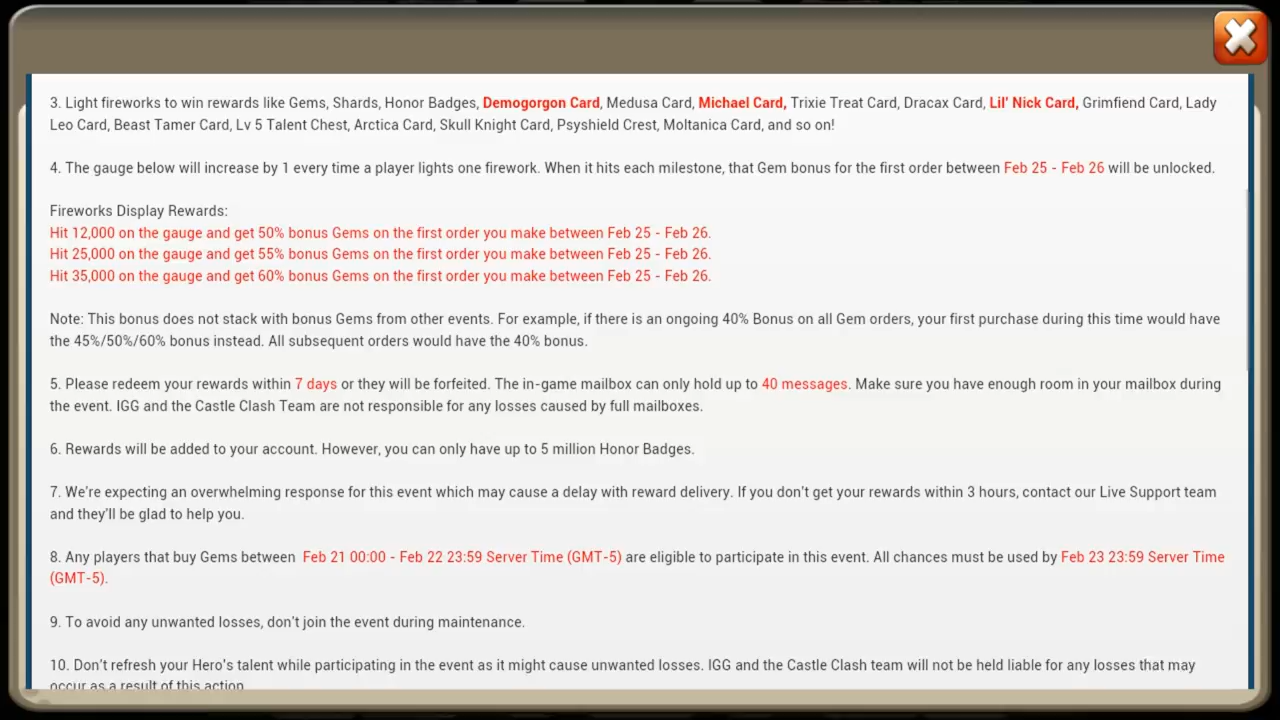 3. Light fireworks to win rewards like Gems, Shards, Honor Badges, Demogorgon Card, Medusa Card, Michael Card, Trixie Treat Card, Dracax Card, Lil' Nick Card, Grimfiend Card, Lady
Leo Card, Beast Tamer Card, Lv 5 Talent Chest, Arctica Card, Skull Knight Card, Psyshield Crest, Moltanica Card, and so on!
4. The gauge below will increase by 1 every time a player lights one firework. When it hits each milestone, that Gem bonus for the first order between Feb 25 - Feb 26 will be unlocked.
Fireworks Display Rewards:
Hit 12,000 on the gauge and get 50% bonus Gems on the first order you make between Feb 25 - Feb 26.
Hit 25,000 on the gauge and get 55% bonus Gems on the first order you make between Feb 25 - Feb 26.
Hit 35,000 on the gauge and get 60% bonus Gems on the first order you make between Feb 25 - Feb 26.
Note: This bonus does not stack with bonus Gems from other events. For example, if there is an ongoing 40% Bonus on all Gem orders, your first purchase during this time would have
the 45%/50%/60% bonus instead. All subsequent orders would have the 40% bonus.
5. Please redeem your rewards within 7 days or they will be forfeited. The in-game mailbox can only hold up to 40 messages. Make sure you have enough room in your mailbox during
the event. IGG and the Castle Clash Team are not responsible for any losses caused by full mailboxes.
6. Rewards will be added to your account. However, you can only have up to 5 million Honor Badges.
7. We're expecting an overwhelming response for this event which may cause a delay with reward delivery. If you don't get your rewards within 3 hours, contact our Live Support team
and they'll be glad to help you.
8. Any players that buy Gems between Feb 21 00:00 - Feb 22 23:59 Server Time (GMT-5) are eligible to participate in this event. All chances must be used by Feb 23 23:59 Server Time
(GMT-5).
9. To avoid any unwanted losses, don't join the event during maintenance.
10. Don't refresh your Hero's talent while participating in the event as it might cause unwanted losses. IGG and the Castle Clash team will not be held liable for any losses that may
occur as a result of this action